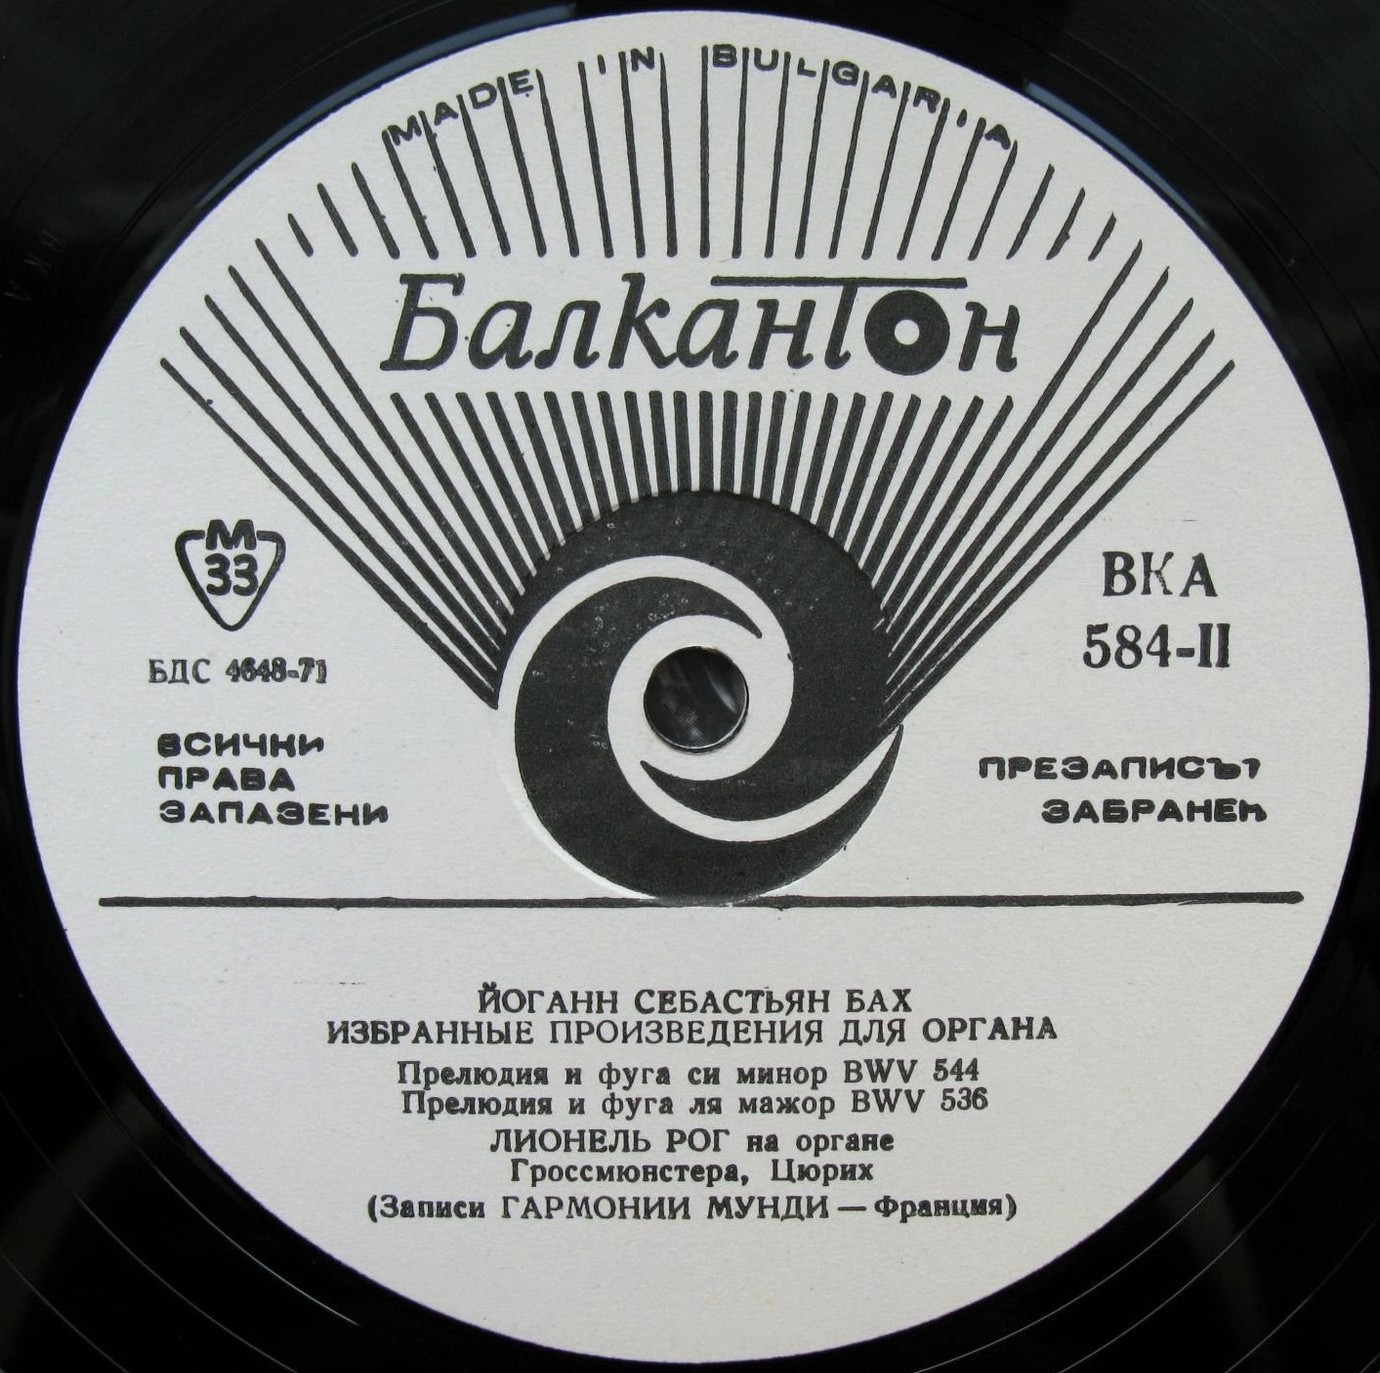 MADE IN BULGARIA
Балкантон
М
33
БДС 4648-71
ВСИЧКИ
ПРАВА
ЗАПАЗЕНИ
ВКА
584-II
ПРЕЗАПИСЪТ
ЗАБРАНЕН
ЙОГАНН СЕБАСТЬЯН БАХ
ИЗБРАННЫЕ ПРОИЗВЕДЕНИЯ ДЛЯ ОРГАНА
Прелюдия и фуга си минор BWV 544
Прелюдия и фуга ля мажор BWV 536
ЛИОНЕЛЬ РОГ на органе
Гроссмюнстера, Цюрих
(Записи ГАРМОНИИ МУНДИ — Франция)